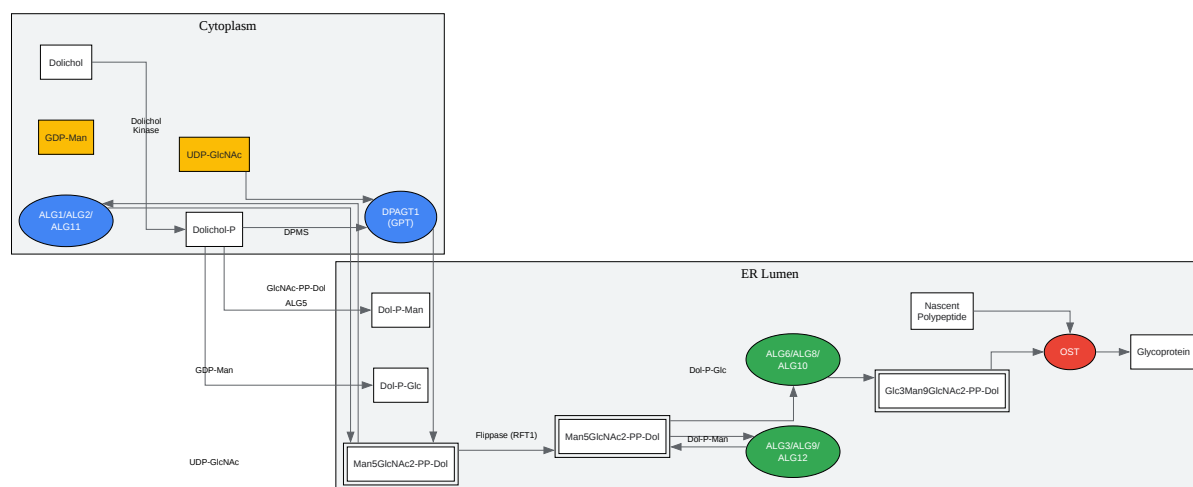 Cytoplasm
Dolichol
Dolichol
Kinase
GDP-Man
UDP-GlcNAc
ALG1/ALG2/
ALG11
Dolichol-P
DPMS
DPAGT1
(GPT)
ER Lumen
GlcNAc-PP-Dol
ALG5
Dol-P-Man
GDP-Man
Dol-P-Glc
UDP-GlcNAc
Man5GlcNAc2-PP-Dol
Flippase (RFT1)
Man5GlcNAc2-PP-Dol
Dol-P-Glc
Dol-P-Man
ALG6/ALG8/
ALG10
ALG3/ALG9/
ALG12
Nascent
Polypeptide
Glc3Man9GlcNAc2-PP-Dol
OST
Glycoprotein